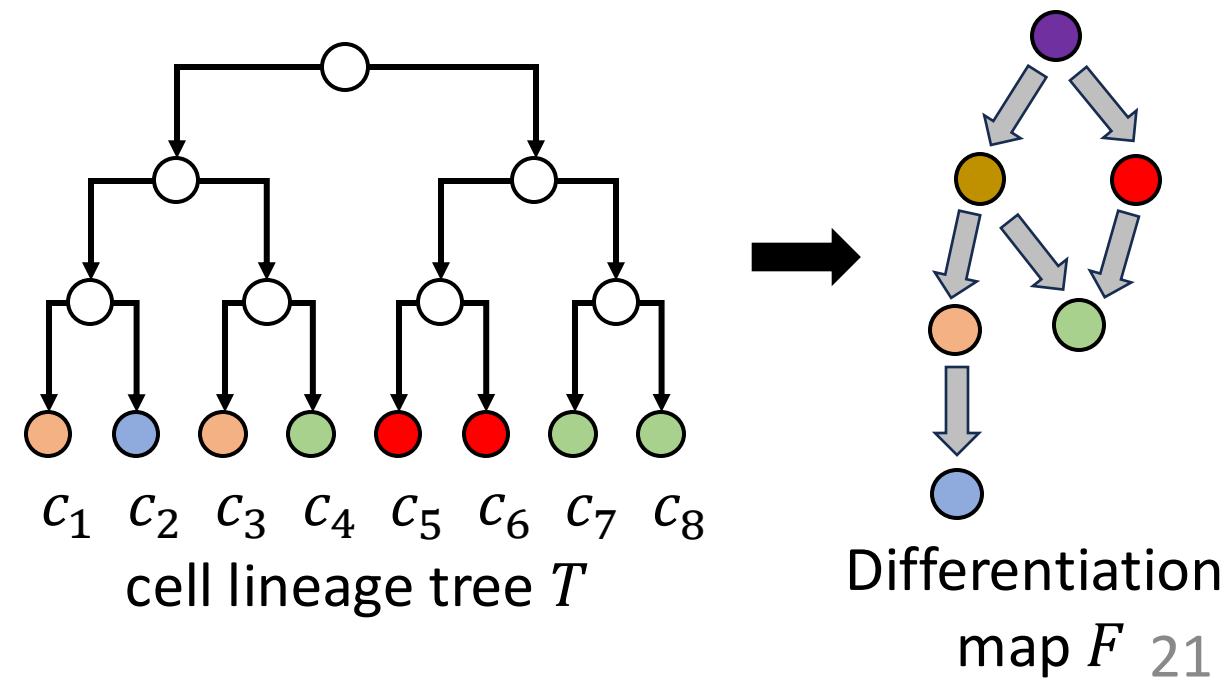 c₁ c₂ c₃ c₄ c₅ c₆ c₇ c₈
cell lineage tree T
Differentiation
map F
21